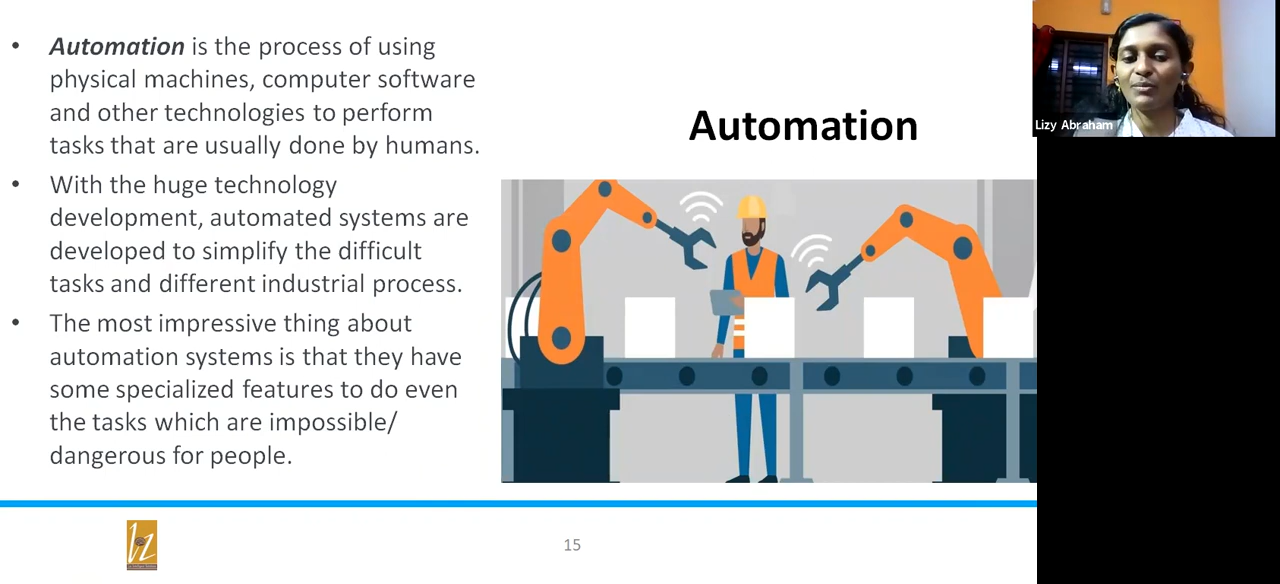 • Automation is the process of using
physical machines, computer software
and other technologies to perform
tasks that are usually done by humans.
• With the huge technology
development, automated systems are
developed to simplify the difficult
tasks and different industrial process.
• The most impressive thing about
automation systems is that they have
some specialized features to do even
the tasks which are impossible/
dangerous for people.
Automation
Lizy Abraham
15